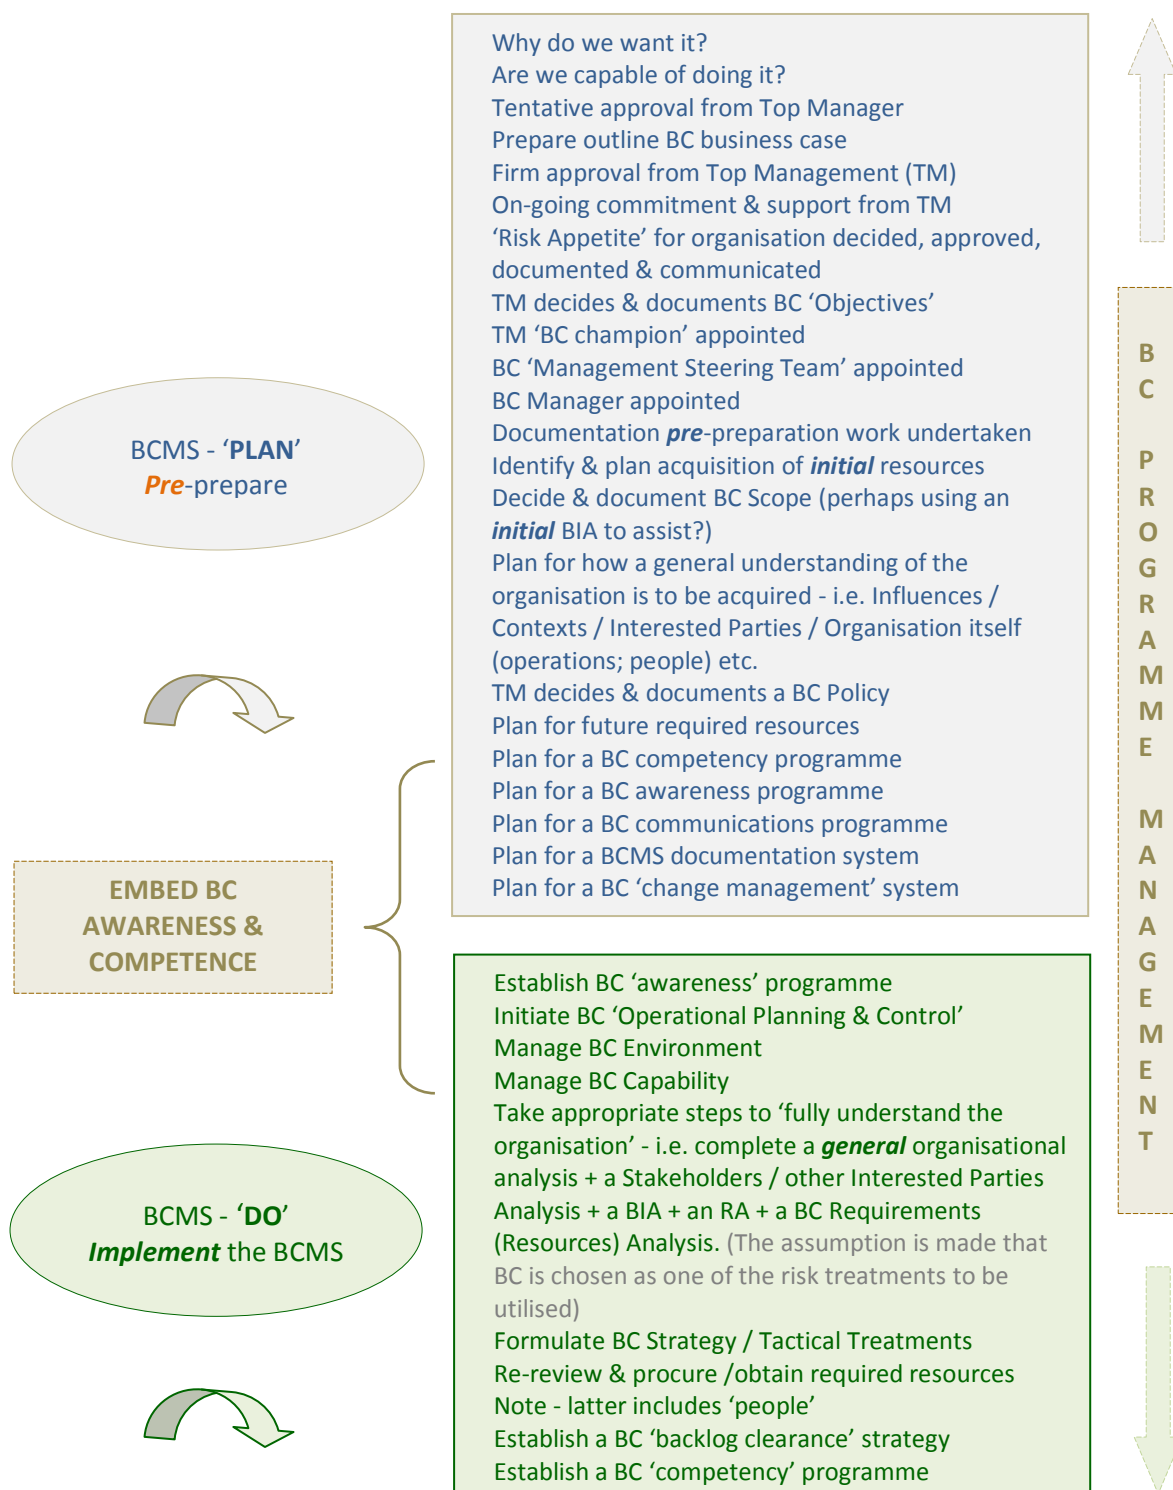 Why do we want it?
Are we capable of doing it?
Tentative approval from Top Manager
Prepare outline BC business case
Firm approval from Top Management (TM)
On-going commitment & support from TM
‘Risk Appetite’ for organisation decided, approved,
documented & communicated
TM decides & documents BC ‘Objectives’
TM ‘BC champion’ appointed
BC ‘Management Steering Team’ appointed
BC Manager appointed
Documentation pre-preparation work undertaken
Identify & plan acquisition of initial resources
Decide & document BC Scope (perhaps using an
initial BIA to assist?)
Plan for how a general understanding of the
organisation is to be acquired - i.e. Influences /
Contexts / Interested Parties / Organisation itself
(operations; people) etc.
TM decides & documents a BC Policy
Plan for future required resources
Plan for a BC competency programme
Plan for a BC awareness programme
Plan for a BC communications programme
Plan for a BCMS documentation system
Plan for a BC ‘change management’ system
BCMS - ‘PLAN’
Pre-prepare
EMBED BC
AWARENESS &
COMPETENCE
Establish BC ‘awareness’ programme
Initiate BC ‘Operational Planning & Control’
Manage BC Environment
Manage BC Capability
Take appropriate steps to ‘fully understand the
organisation’ - i.e. complete a general organisational
analysis + a Stakeholders / other Interested Parties
Analysis + a BIA + an RA + a BC Requirements
(Resources) Analysis. (The assumption is made that
BC is chosen as one of the risk treatments to be
utilised)
Formulate BC Strategy / Tactical Treatments
Re-review & procure /obtain required resources
Note - latter includes ‘people’
Establish a BC ‘backlog clearance’ strategy
Establish a BC ‘competency’ programme
BCMS - ‘DO’
Implement the BCMS
BC PROGRAMME MANAGEMENT